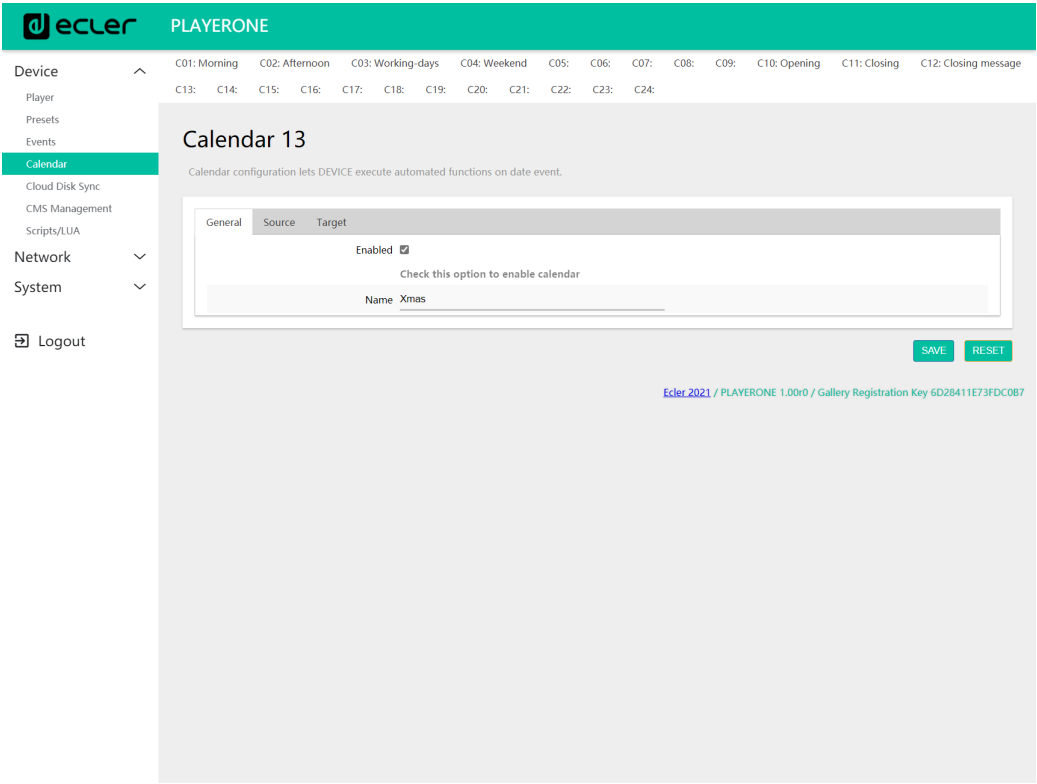 ecler
PLAYERONE
Device
Player
Presets
Events
Calendar
Cloud Disk Sync
CMS Management
Scripts/LUA
Network
System
Logout
C01: Morning C02: Afternoon C03: Working-days C04: Weekend C05: C06: C07: C08: C09: C10: Opening C11: Closing C12: Closing message
C13: C14: C15: C16: C17: C18: C19: C20: C21: C22: C23: C24:
Calendar 13
Calendar configuration lets DEVICE execute automated functions on date event.
General Source Target
Enabled
Check this option to enable calendar
Name Xmas
SAVE RESET
Ecler 2021 / PLAYERONE 1.00r0 / Gallery Registration Key 6D28411E73FDC0B7